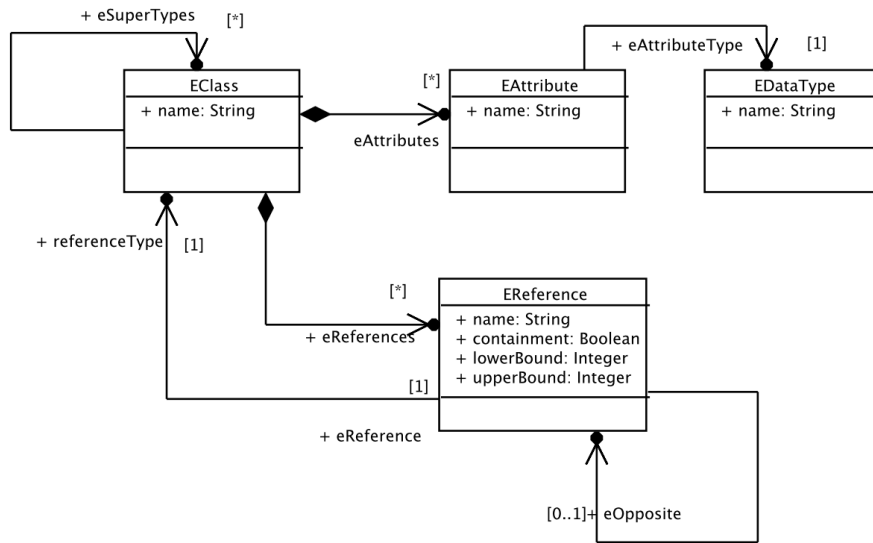 + eSuperTypes
[*]
+ eAttributeType
[1]
EClass
+ name: String
[*]
eAttributes
EAttribute
+ name: String
EDataType
+ name: String
+ referenceType
[1]
[*]
+ eReferences
EReference
+ name: String
+ containment: Boolean
+ lowerBound: Integer
+ upperBound: Integer
[1]
+ eReference
[0..1]+ eOpposite